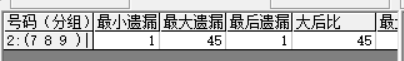 号码（分组） 最小遗漏 最大遗漏 最后遗漏 大后比
2:(7 8 9 )| 1 45 1 45